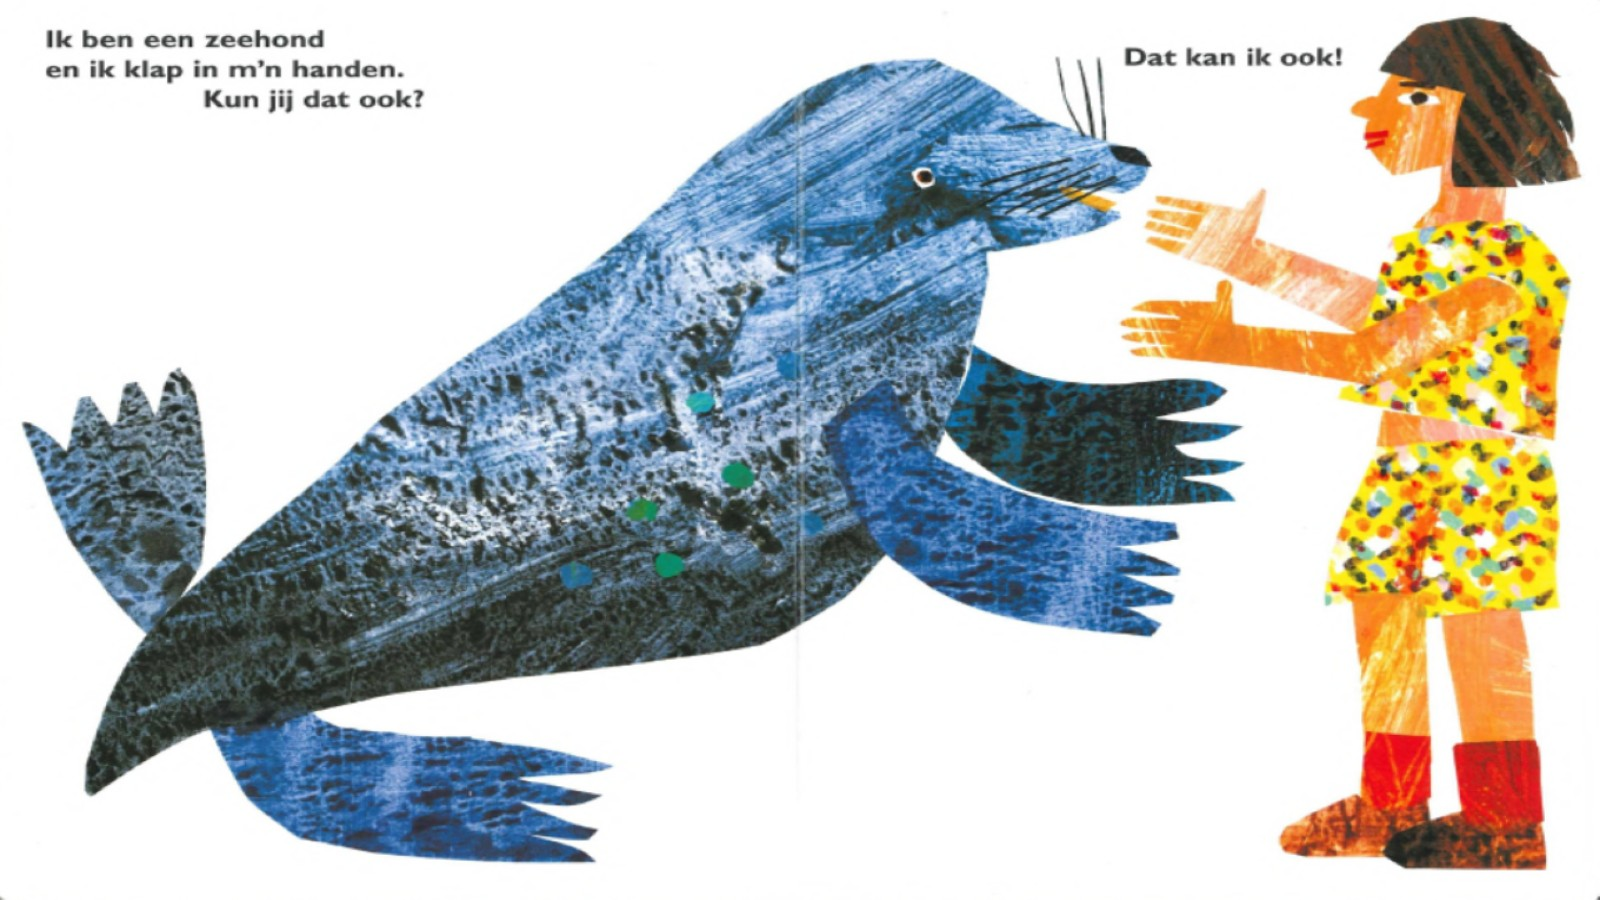 Ik ben een zeehond
en ik klap in m'n handen.
Kun jij dat ook?
Dat kan ik ook!